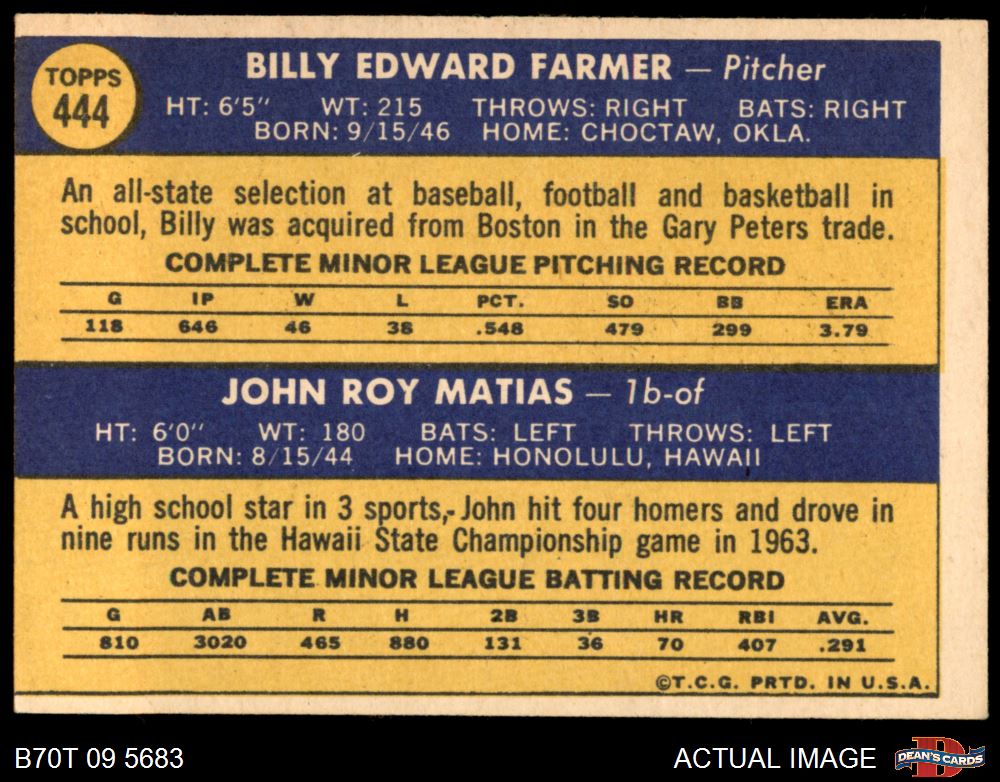 TOPPS
444
BILLY EDWARD FARMER — Pitcher
HT: 6'5" WT: 215 THROWS: RIGHT BATS: RIGHT
BORN: 9/15/46 HOME: CHOCTAW, OKLA.
An all-state selection at baseball, football and basketball in
school, Billy was acquired from Boston in the Gary Peters trade.
COMPLETE MINOR LEAGUE PITCHING RECORD
G IP W L PCT. SO BB ERA
118 646 46 38 .548 479 299 3.79
JOHN ROY MATIAS — 1b-of
HT: 6'0" WT: 180 BATS: LEFT THROWS: LEFT
BORN: 8/15/44 HOME: HONOLULU, HAWAII
A high school star in 3 sports, John hit four homers and drove in
nine runs in the Hawaii State Championship game in 1963.
COMPLETE MINOR LEAGUE BATTING RECORD
G AB R H 2B 3B HR RBI AVG.
810 3020 465 880 131 36 70 407 .291
©T.C.G. PRTD. IN U.S.A.
B70T 09 5683
ACTUAL IMAGE
D
DEAN'S CARDS